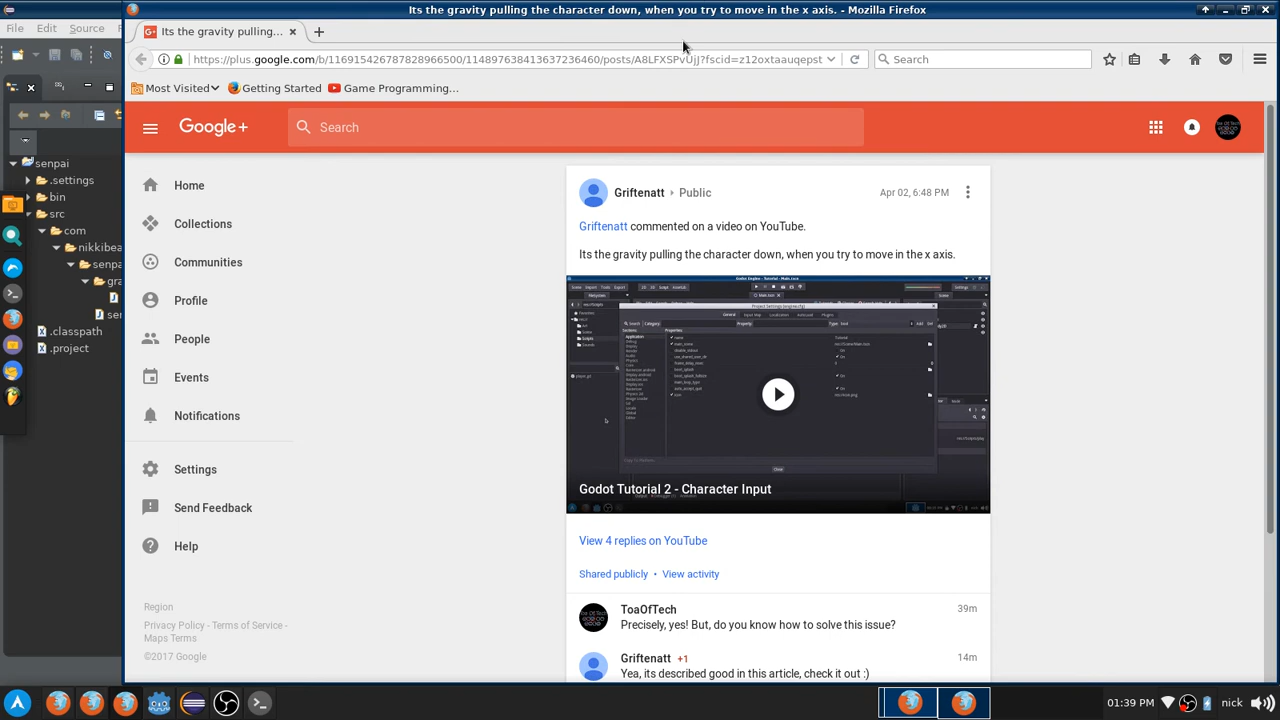 Its the gravity pulling the character down, when you try to move in the x axis. - Mozilla Firefox
File Edit Source
Its the gravity pulling...
https://plus.google.com/b/116915426787828966500/114897638413637236460/posts/A8LFXSPvUjJ?fscid=z12oxtaauqepst
Search
Most Visited Getting Started Game Programming...
Google+
Search
senpai
.settings
bin
src
com
nikkibea
senpa
gra
sen
.classpath
.project
Home
Collections
Communities
Profile
People
Events
Notifications
Settings
Send Feedback
Help
Region
Privacy Policy - Terms of Service -
Maps Terms
©2017 Google
Griftenatt Public Apr 02, 6:48 PM
Griftenatt commented on a video on YouTube.
Its the gravity pulling the character down, when you try to move in the x axis.
Godot Tutorial 2 - Character Input
View 4 replies on YouTube
Shared publicly • View activity
ToaOfTech 39m
Precisely, yes! But, do you know how to solve this issue?
Griftenatt +1 14m
Yea, its described good in this article, check it out :)
01:39 PM nick